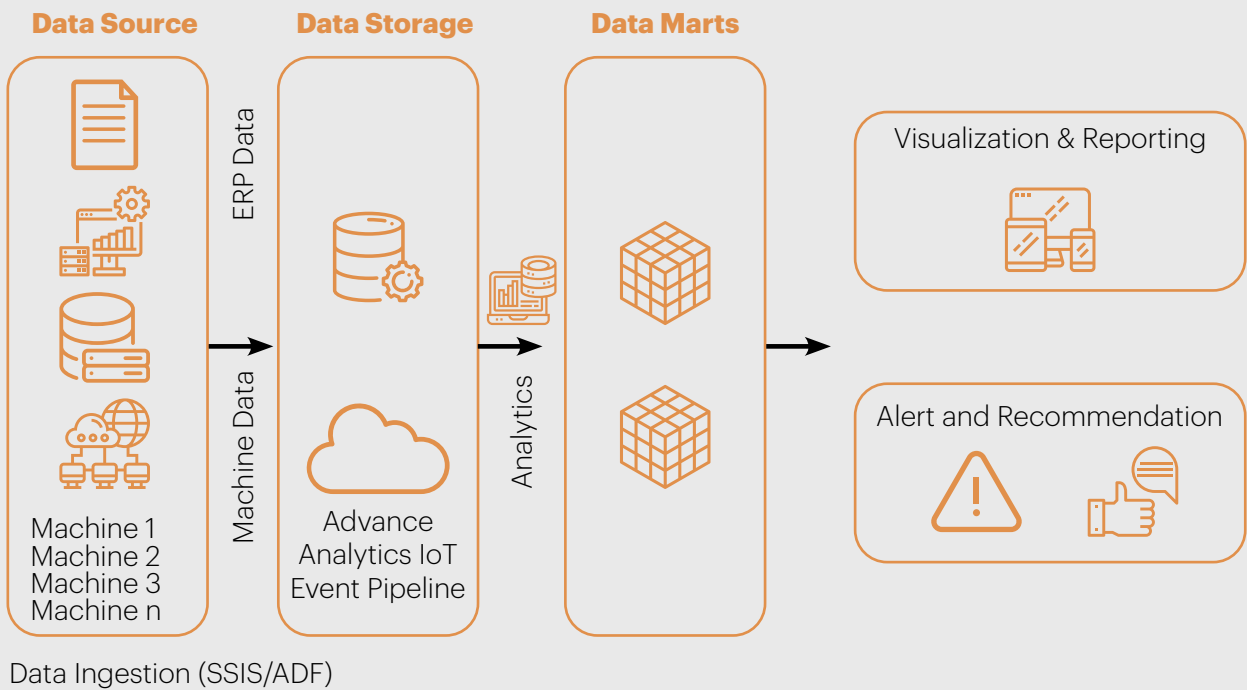 Data Source
Data Storage
Data Marts
ERP Data
Machine Data
Machine 1
Machine 2
Machine 3
Machine n
Advance
Analytics IoT
Event Pipeline
Analytics
Visualization & Reporting
Alert and Recommendation
Data Ingestion (SSIS/ADF)